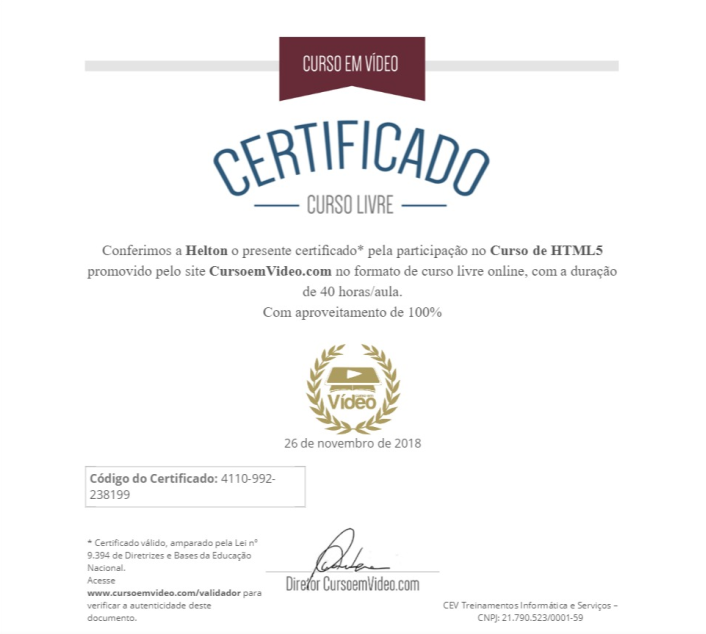 CURSO EM VÍDEO
CERTIFICADO
CURSO LIVRE
Conferimos a Helton o presente certificado* pela participação no Curso de HTML5
promovido pelo site CursoemVideo.com no formato de curso livre online, com a duração
de 40 horas/aula.
Com aproveitamento de 100%
Vídeo
26 de novembro de 2018
Código do Certificado: 4110-992-
238199
* Certificado válido, amparado pela Lei nº
9.394 de Diretrizes e Bases da Educação
Nacional.
Acesse
www.cursoemvideo.com/validador para
verificar a autenticidade deste
documento.
Diretor CursoemVideo.com
CEV Treinamentos Informática e Serviços –
CNPJ: 21.790.523/0001-59